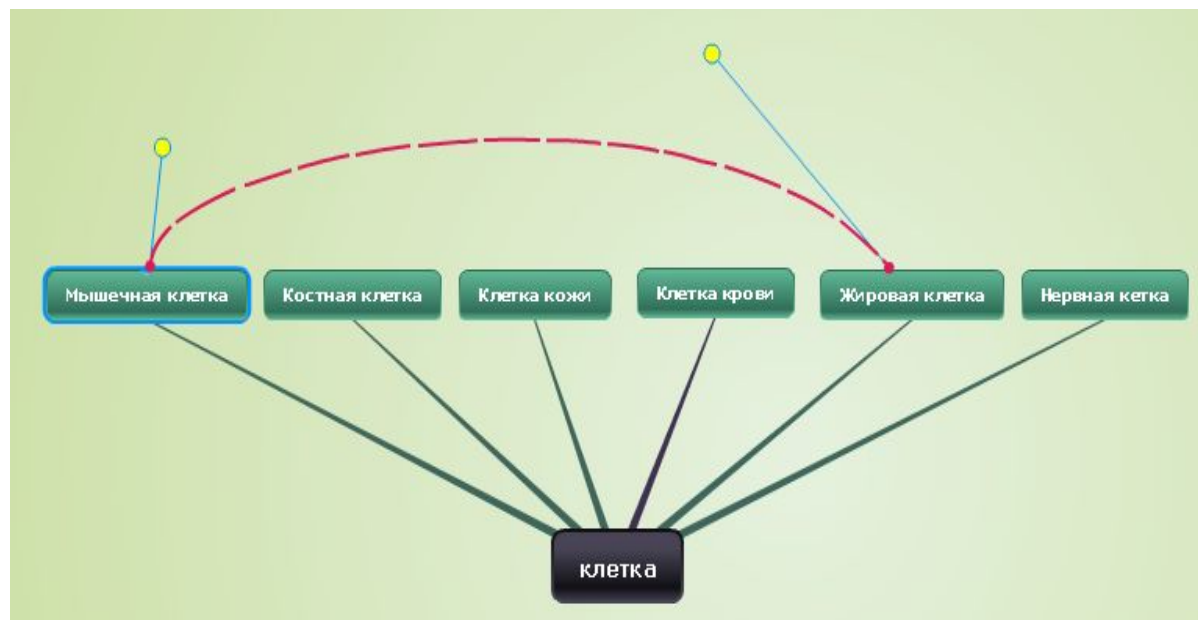 Мышечная клетка
Костная клетка
Клетка кожи
Клетка крови
Жировая клетка
Нервная кетка
клетка